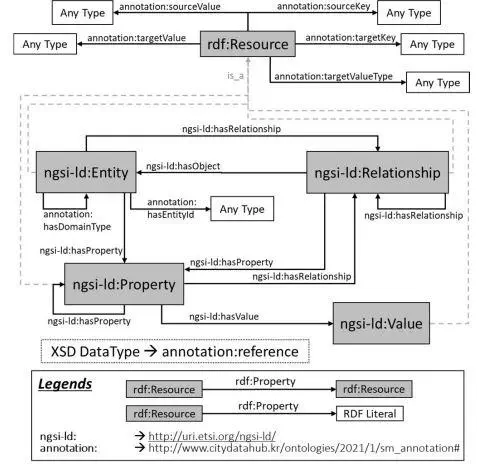 annotation:sourceValue
annotation:sourceKey
Any Type
Any Type
annotation:targetValue
rdf:Resource
annotation:targetKey
Any Type
Any Type
annotation:targetValueType
Any Type
is_a
ngsi-ld:hasRelationship
ngsi-ld:Entity
ngsi-ld:hasObject
ngsi-ld:Relationship
annotation:
hasDomainType
annotation:
hasEntityId
Any Type
ngsi-ld:hasRelationship
ngsi-ld:hasProperty
ngsi-ld:hasProperty
ngsi-ld:Property
ngsi-ld:hasRelationship
ngsi-ld:hasProperty
ngsi-ld:hasValue
ngsi-ld:Value
XSD DataType → annotation:reference
Legends
rdf:Resource
rdf:Property
rdf:Resource
rdf:Resource
rdf:Property
RDF Literal
ngsi-ld: → http://uri.etsi.org/ngsi-ld/
annotation: → http://www.citydatahub.kr/ontologies/2021/1/sm_annotation#